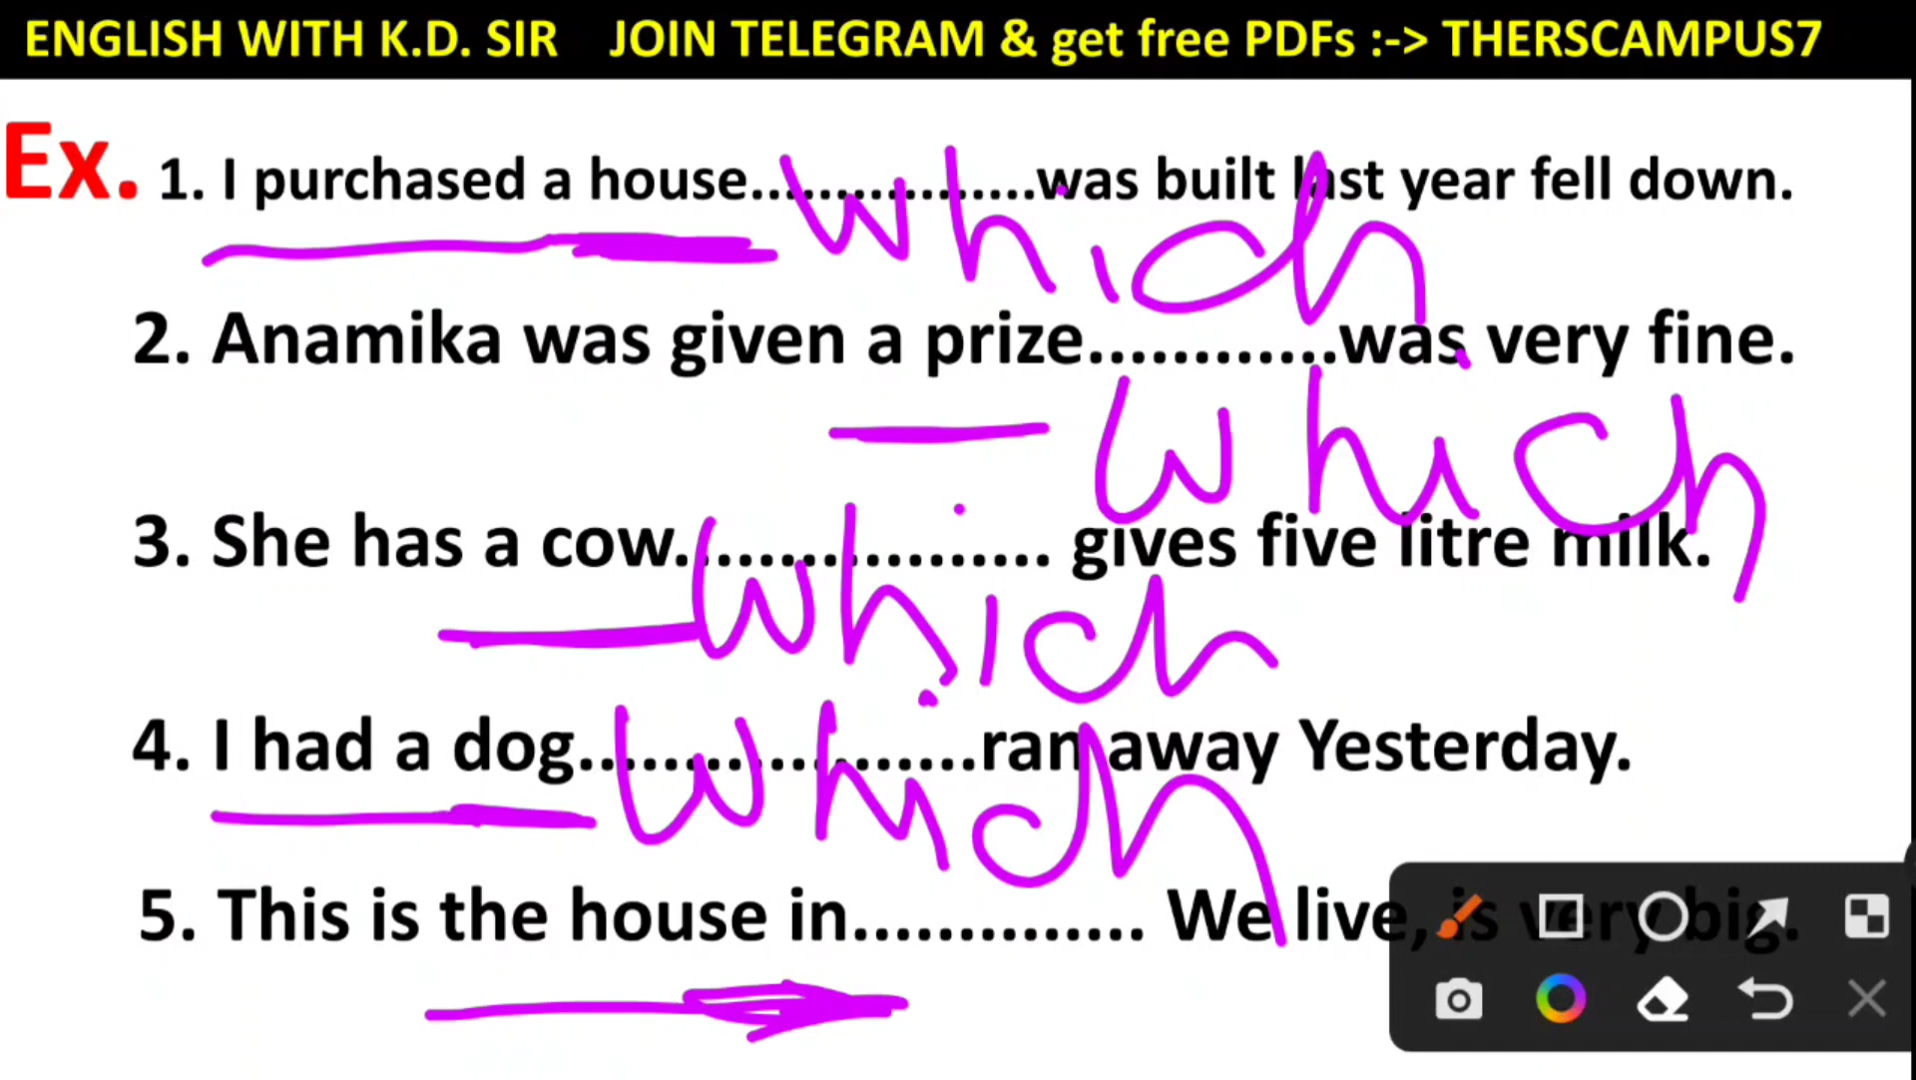 ENGLISH WITH K.D. SIR JOIN TELEGRAM & get free PDFs :-> THERSCAMPUS7
Ex. 1. I purchased a house................was built last year fell down.
which
2. Anamika was given a prize............was very fine.
which
3. She has a cow.................. gives five litre milk.
which
4. I had a dog...................ran away Yesterday.
which
5. This is the house in.............. We live, is very big.